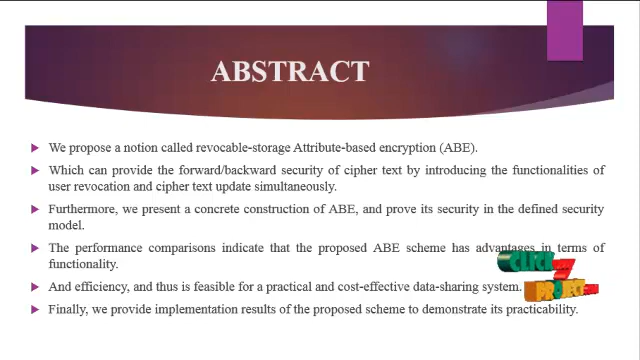 ABSTRACT
We propose a notion called revocable-storage Attribute-based encryption (ABE).
Which can provide the forward/backward security of cipher text by introducing the functionalities of
user revocation and cipher text update simultaneously.
Furthermore, we present a concrete construction of ABE, and prove its security in the defined security
model.
The performance comparisons indicate that the proposed ABE scheme has advantages in terms of
functionality.
And efficiency, and thus is feasible for a practical and cost-effective data-sharing system.
Finally, we provide implementation results of the proposed scheme to demonstrate its practicability.
CLICK
PROJECT